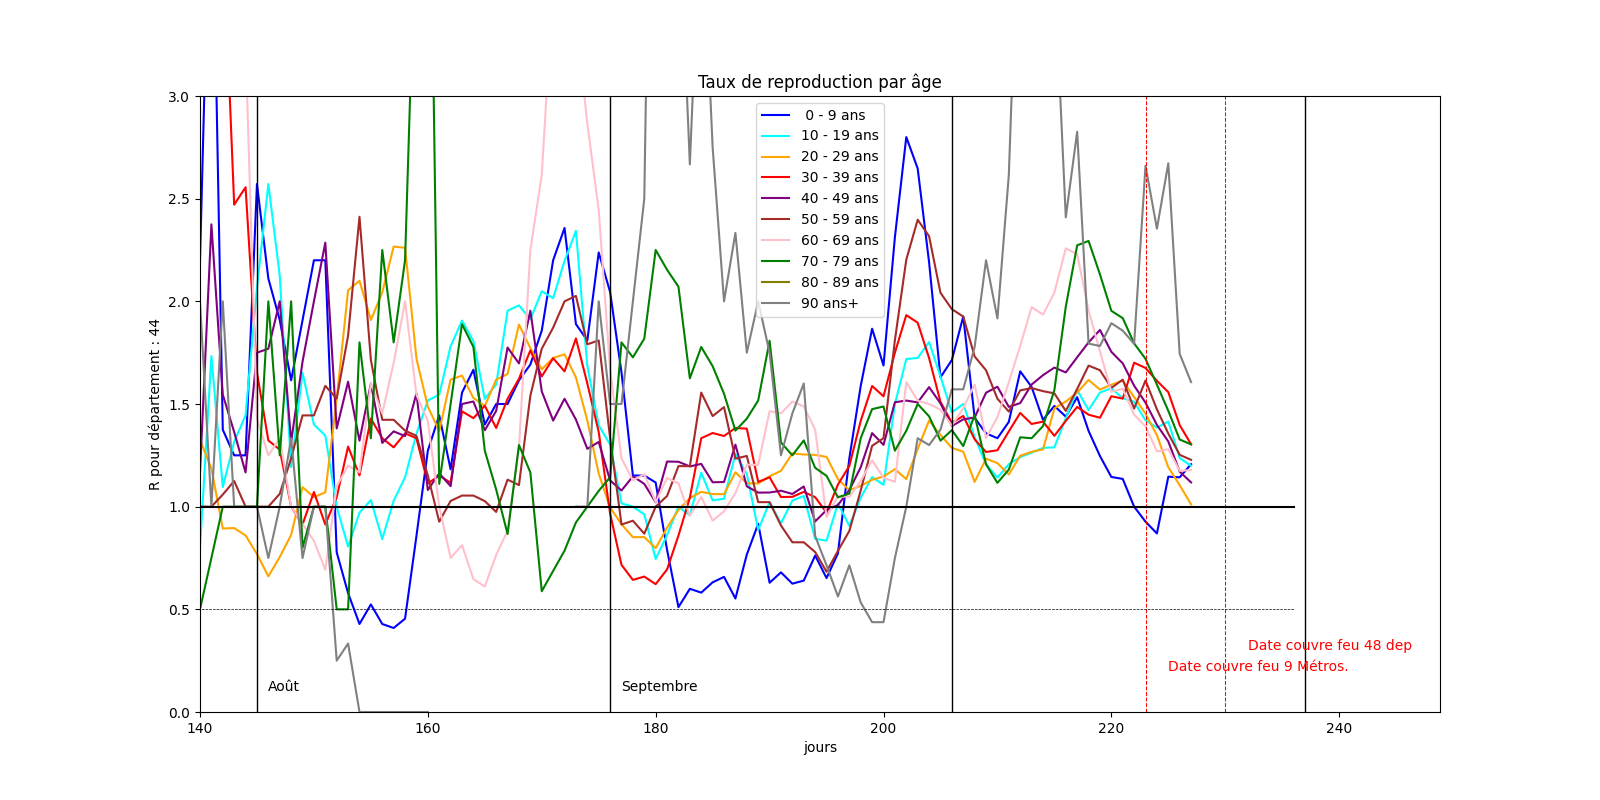 Taux de reproduction par âge
R pour département : 44
3.0
2.5
2.0
1.5
1.0
0.5
0.0
0 - 9 ans
10 - 19 ans
20 - 29 ans
30 - 39 ans
40 - 49 ans
50 - 59 ans
60 - 69 ans
70 - 79 ans
80 - 89 ans
90 ans+
Date couvre feu 48 dep
Date couvre feu 9 Métros.
Août
Septembre
140
160
180
200
220
240
jours